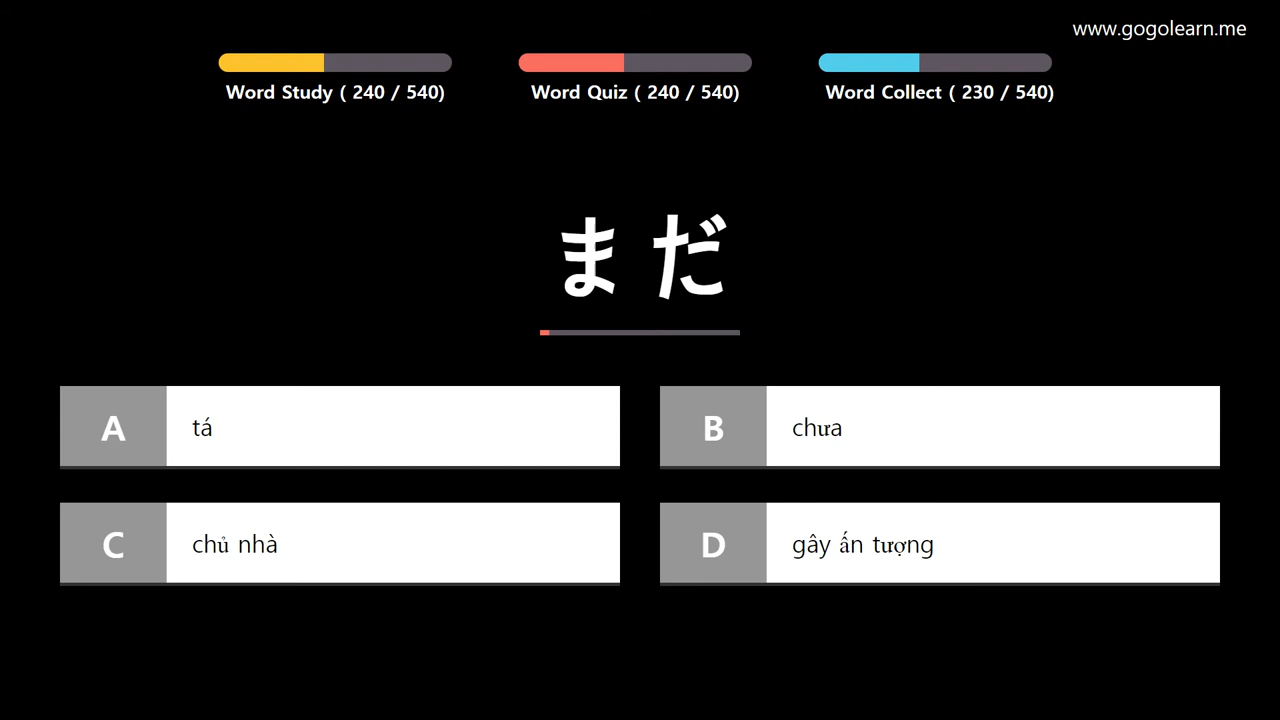 www.gogolearn.me
Word Study ( 240 / 540)
Word Quiz ( 240 / 540)
Word Collect ( 230 / 540)
まだ
A
tá
B
chưa
C
chủ nhà
D
gây ấn tượng